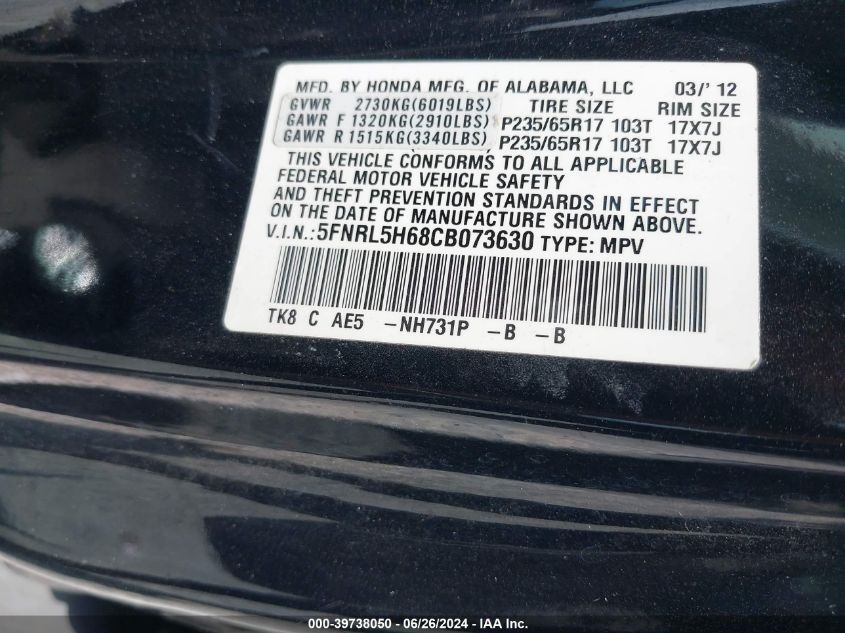 MFD. BY HONDA MFG. OF ALABAMA, LLC 03/' 12
GVWR 2730KG(6019LBS) TIRE SIZE RIM SIZE
GAWR F 1320KG(2910LBS) P235/65R17 103T 17X7J
GAWR R 1515KG(3340LBS) P235/65R17 103T 17X7J
THIS VEHICLE CONFORMS TO ALL APPLICABLE
FEDERAL MOTOR VEHICLE SAFETY
AND THEFT PREVENTION STANDARDS IN EFFECT
ON THE DATE OF MANUFACTURE SHOWN ABOVE.
V.I.N.:5FNRL5H68CB073630 TYPE: MPV
TK8 C AE5 -NH731P -B -B
000-39738050 - 06/26/2024 - IAA Inc.